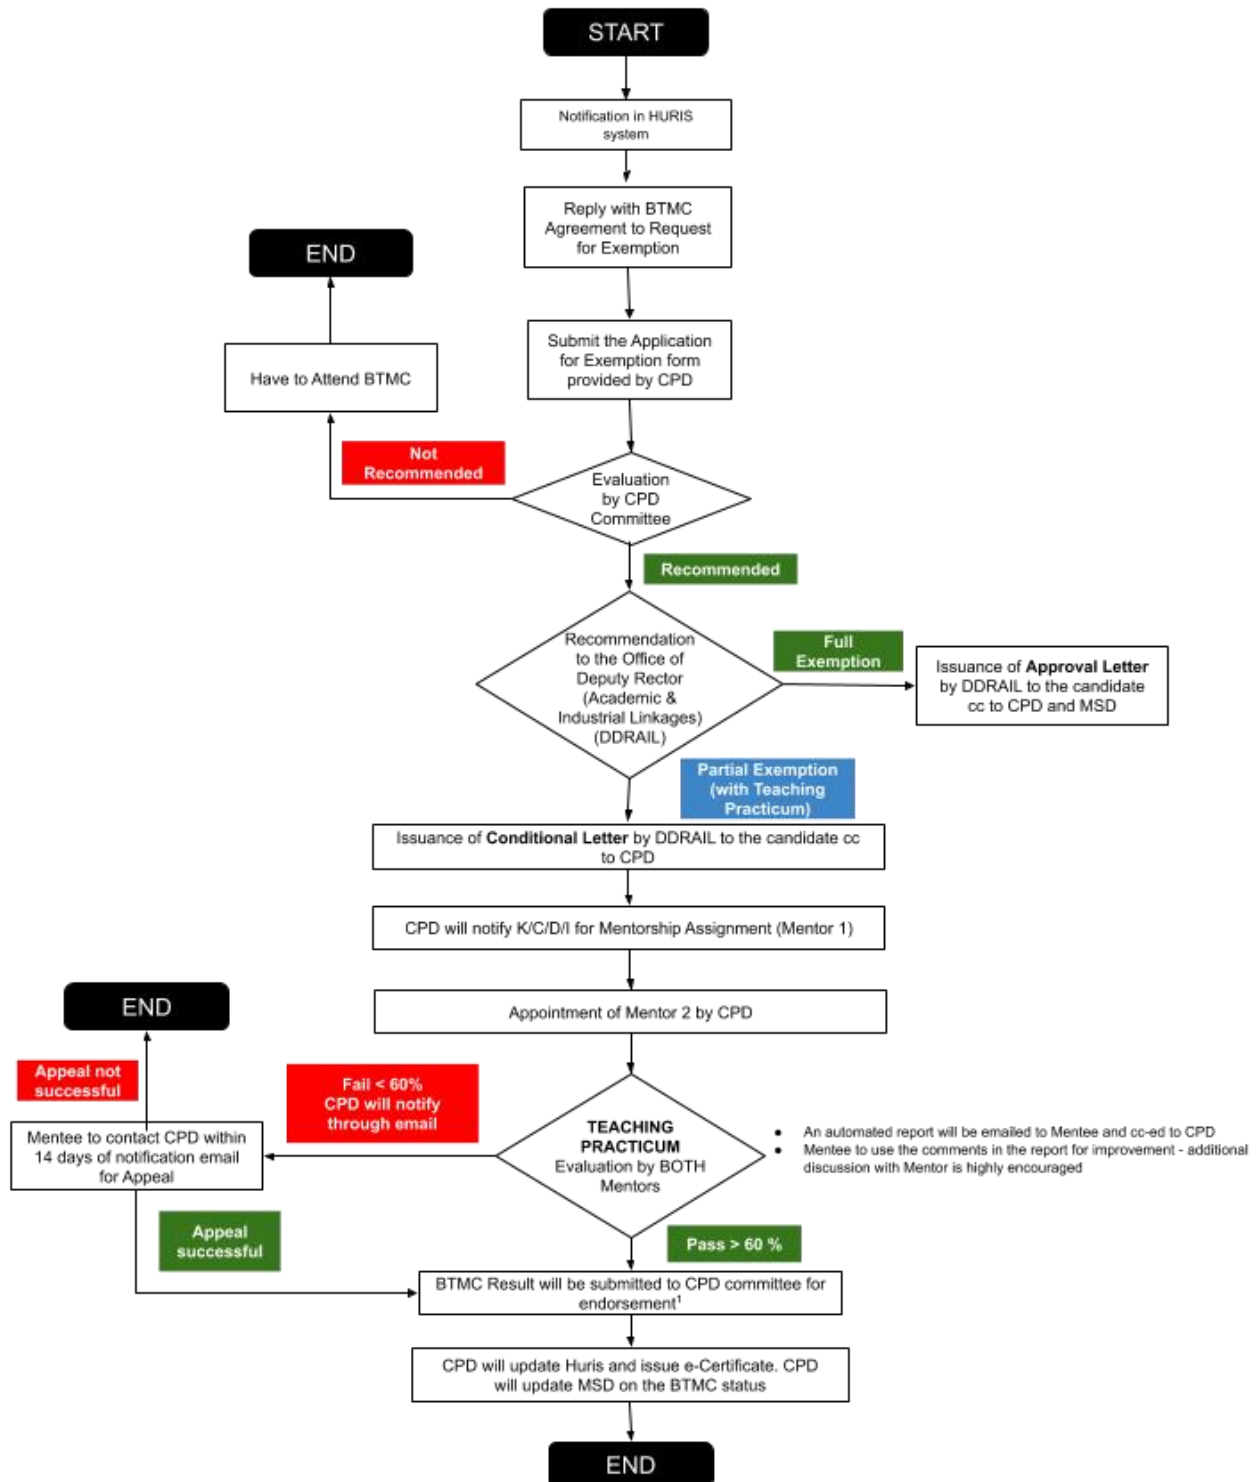 START
Notification in HURIS
system
Reply with BTMC
Agreement to Request
for Exemption
END
Submit the Application
for Exemption form
provided by CPD
Have to Attend BTMC
Not
Recommended
Evaluation
by CPD
Committee
Recommended
Recommendation
to the Office of
Deputy Rector
(Academic &
Industrial Linkages)
(DDRAIL)
Full
Exemption
Issuance of Approval Letter
by DDRAIL to the candidate
cc to CPD and MSD
Partial Exemption
(with Teaching
Practicum)
Issuance of Conditional Letter by DDRAIL to the candidate cc
to CPD
CPD will notify K/C/D/I for Mentorship Assignment (Mentor 1)
Appointment of Mentor 2 by CPD
END
Appeal not
successful
Fail < 60%
CPD will notify
through email
Mentee to contact CPD within
14 days of notification email
for Appeal
TEACHING
PRACTICUM
Evaluation by BOTH
Mentors
● An automated report will be emailed to Mentee and cc-ed to CPD
● Mentee to use the comments in the report for improvement - additional
discussion with Mentor is highly encouraged
Appeal
successful
Pass > 60 %
BTMC Result will be submitted to CPD committee for
endorsement¹
CPD will update Huris and issue e-Certificate. CPD
will update MSD on the BTMC status
END